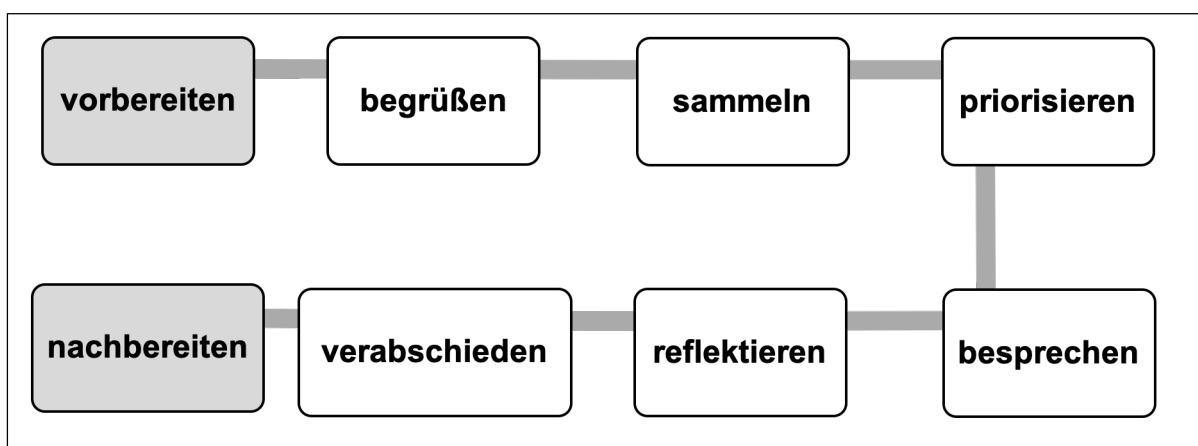 vorbereiten
begrüßen
sammeln
priorisieren
besprechen
reflektieren
verabschieden
nachbereiten